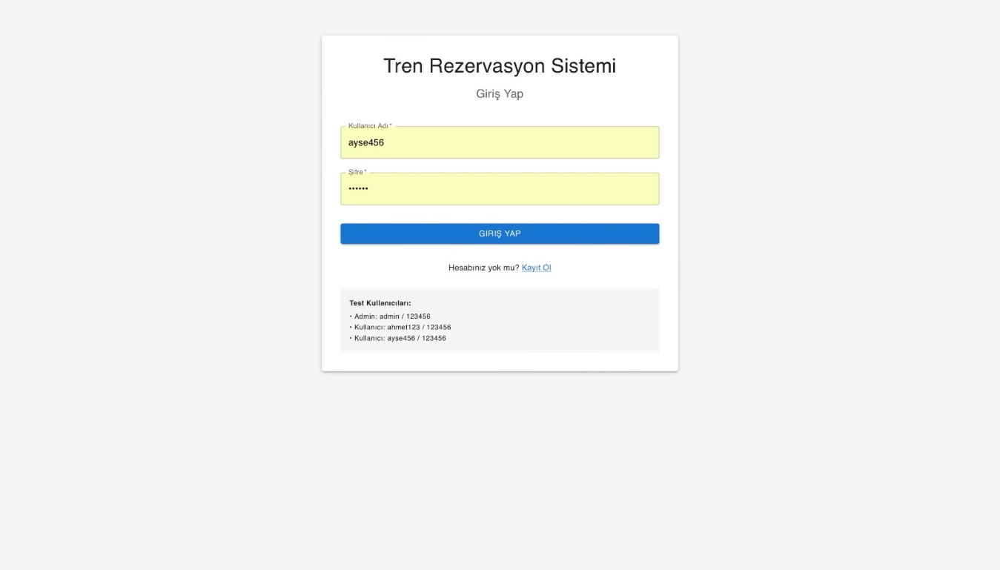 Tren Rezervasyon Sistemi
Giriş Yap
Kullanıcı Adı *
ayse456
Şifre *
••••••
GIRIŞ YAP
Hesabınız yok mu? Kayıt Ol
Test Kullanıcıları:
• Admin: admin / 123456
• Kullanıcı: ahmet123 / 123456
• Kullanıcı: ayse456 / 123456